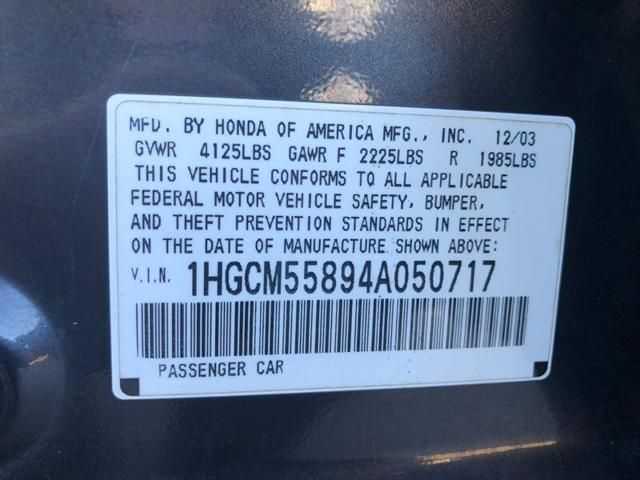 MFD. BY HONDA OF AMERICA MFG., INC. 12/03
GVWR 4125LBS GAWR F 2225LBS R 1985LBS
THIS VEHICLE CONFORMS TO ALL APPLICABLE
FEDERAL MOTOR VEHICLE SAFETY, BUMPER,
AND THEFT PREVENTION STANDARDS IN EFFECT
ON THE DATE OF MANUFACTURE SHOWN ABOVE:
V.I.N. 1HGCM55894A050717
PASSENGER CAR